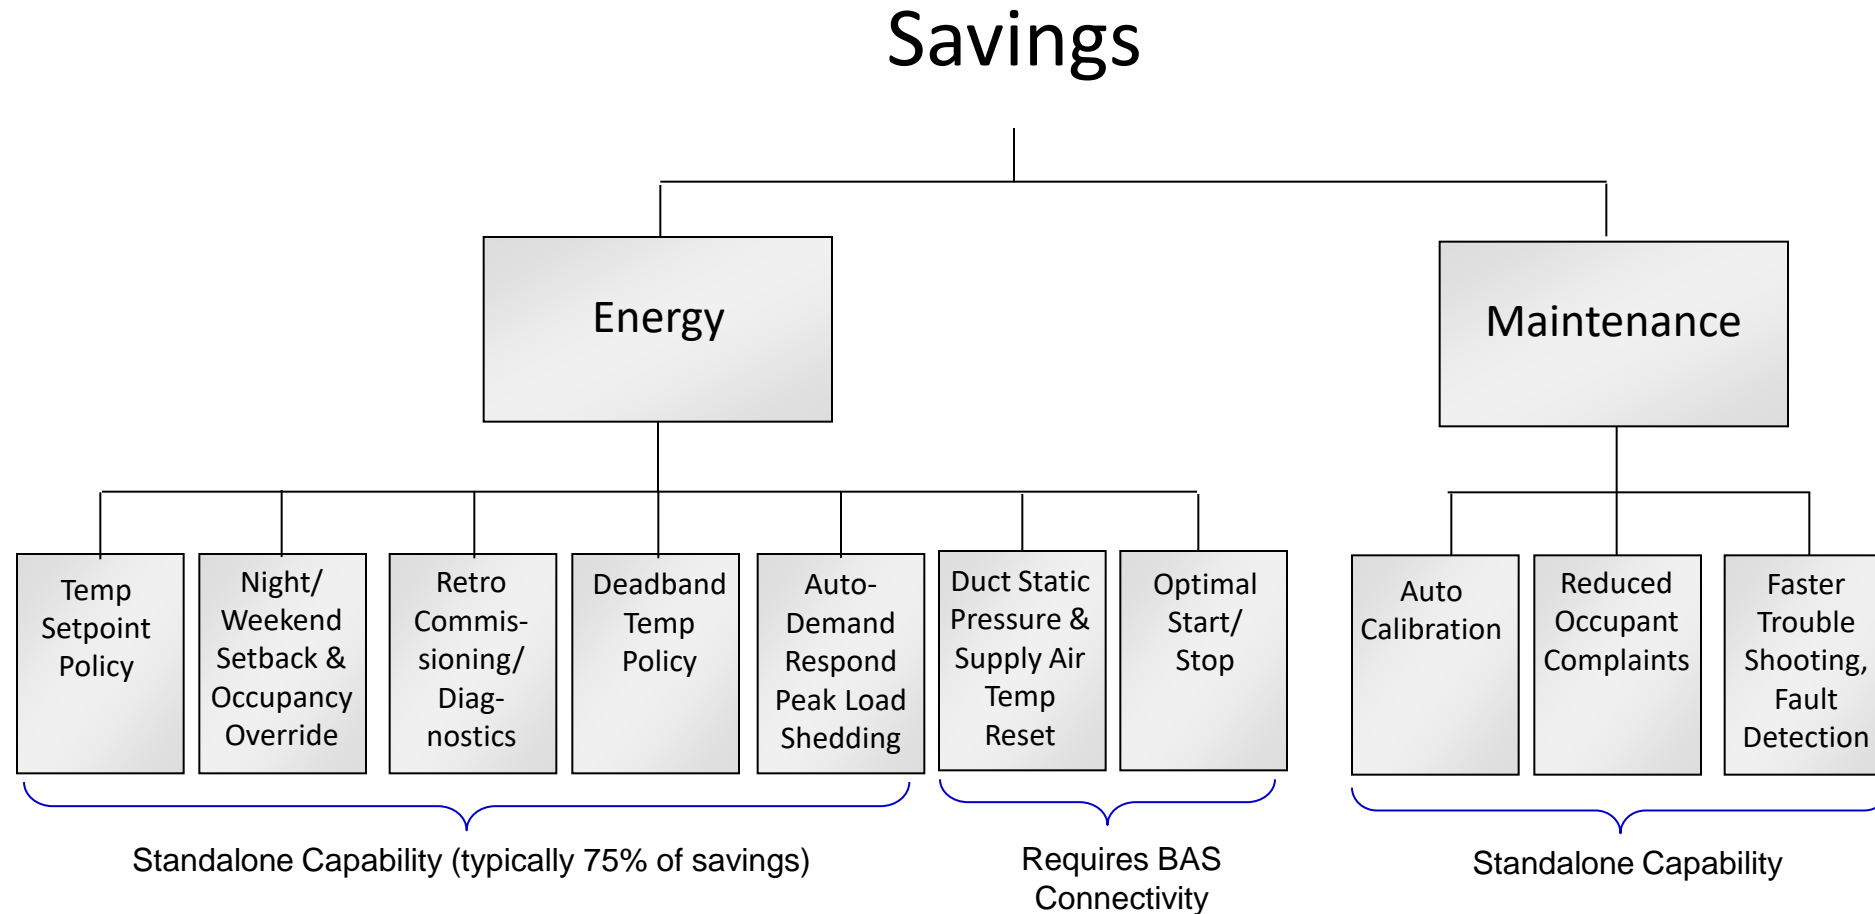 Savings
Energy
Maintenance
Temp
Setpoint
Policy
Night/
Weekend
Setback &
Occupancy
Override
Retro
Commis-
sioning/
Diag-
nostics
Deadband
Temp
Policy
Auto-
Demand
Respond
Peak Load
Shedding
Duct Static
Pressure &
Supply Air
Temp
Reset
Optimal
Start/
Stop
Auto
Calibration
Reduced
Occupant
Complaints
Faster
Trouble
Shooting,
Fault
Detection
Standalone Capability (typically 75% of savings)
Requires BAS
Connectivity
Standalone Capability